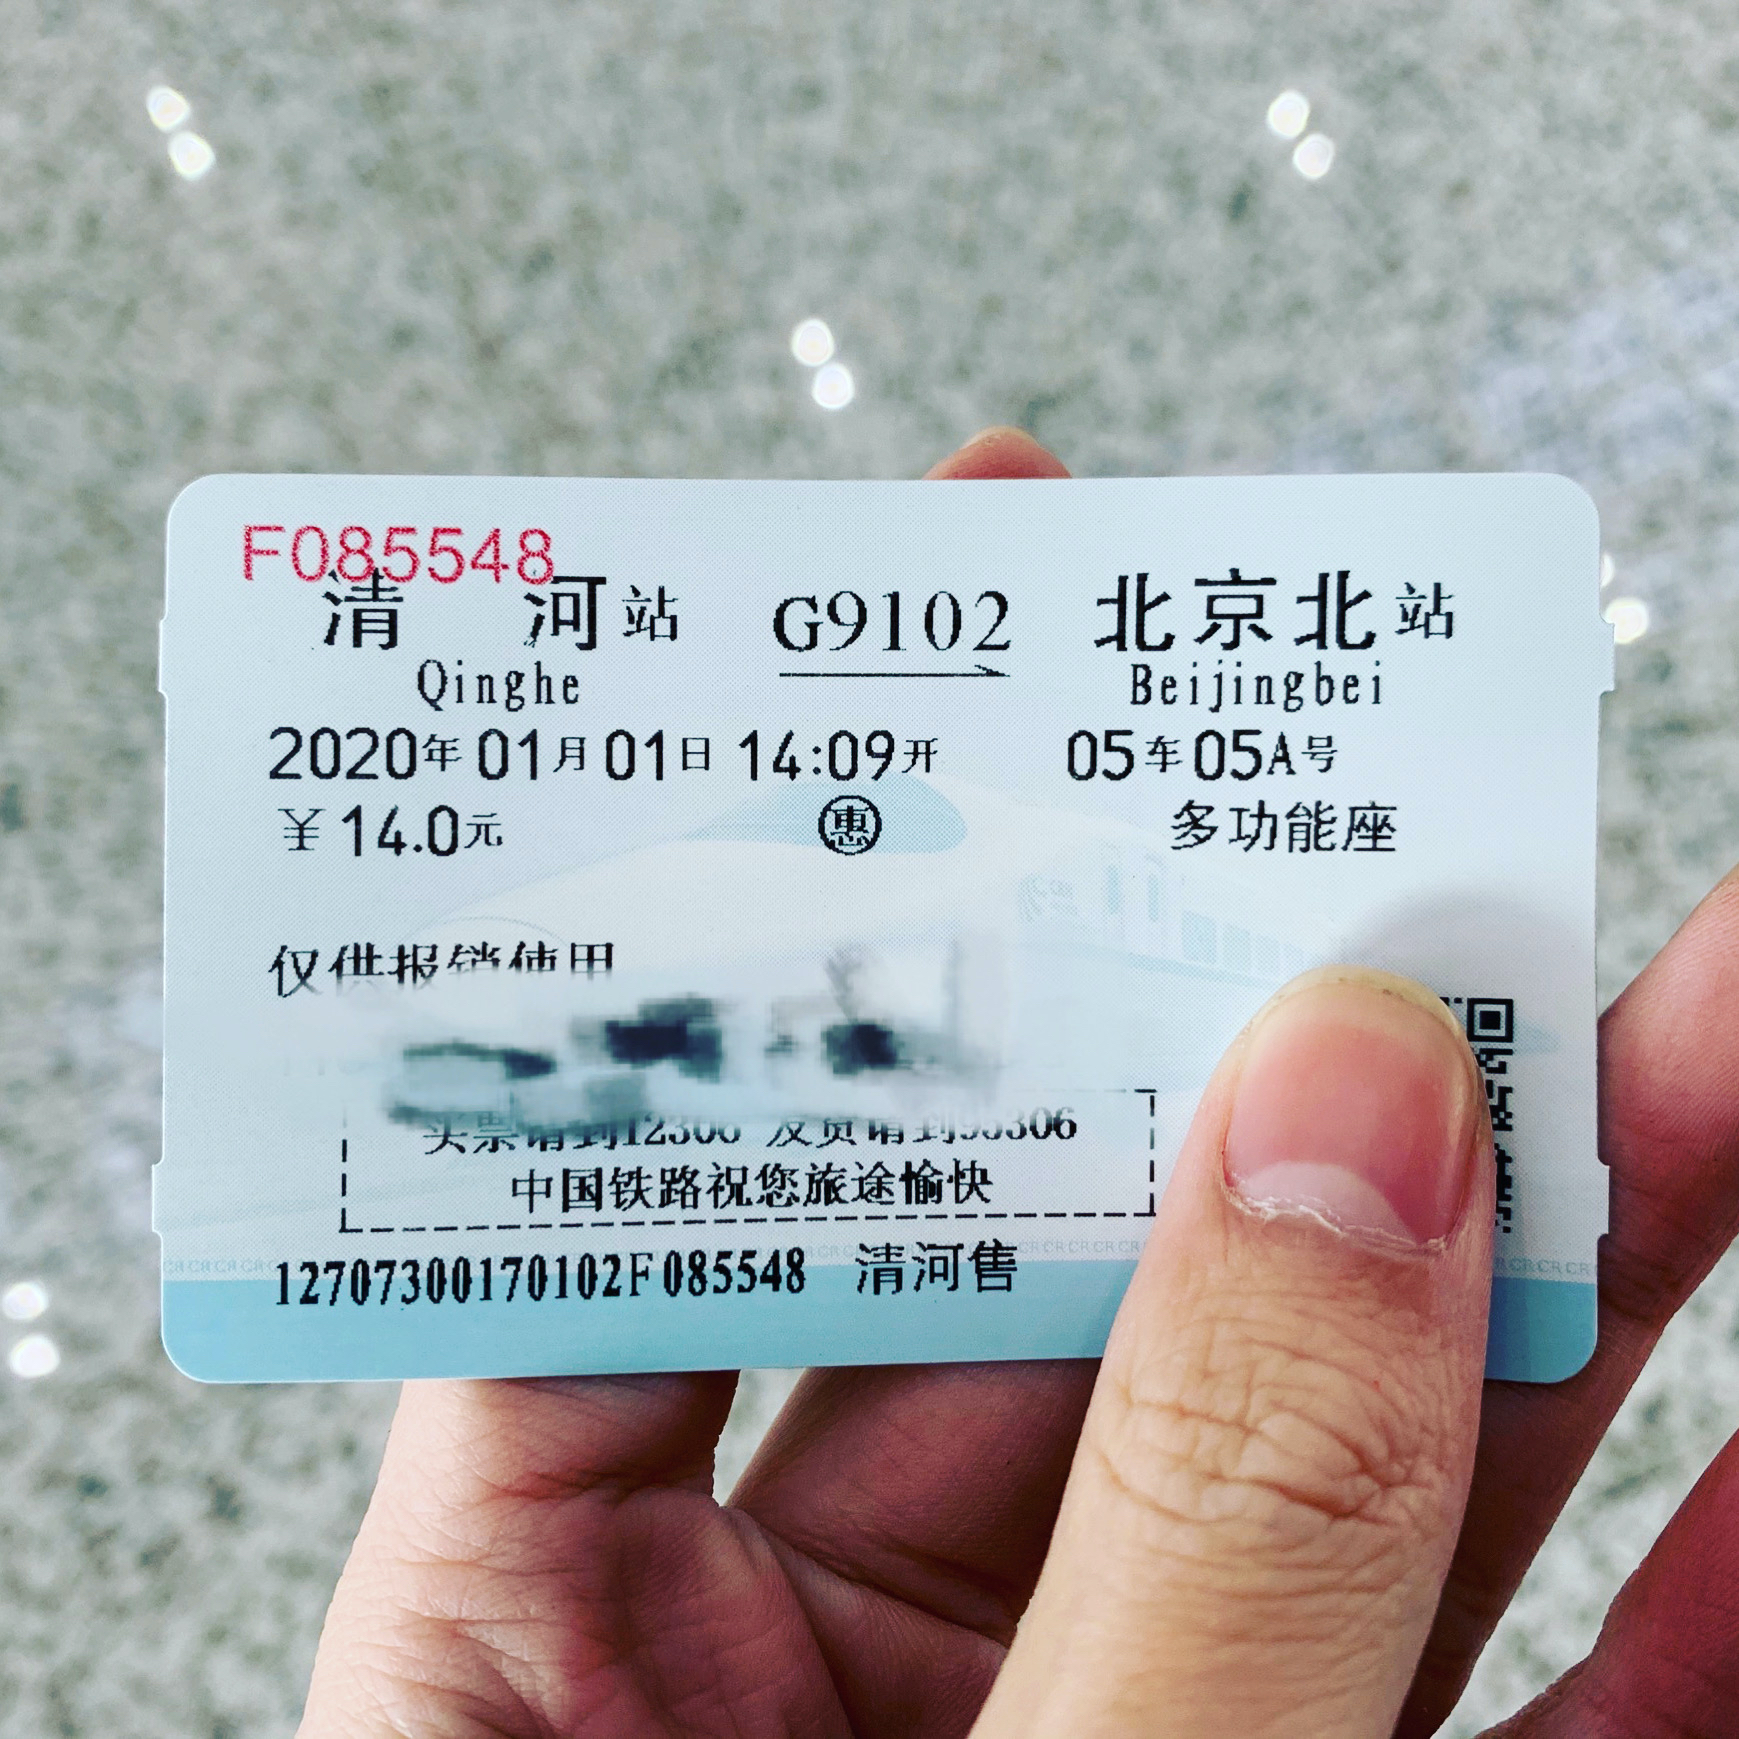 F085548
清河站 G9102 北京北站
Qinghe Beijingbei
2020年01月01日 14:09开 05车05A号
¥14.0元 惠 多功能座
仅供报销使用
买票请到12306 发货请到95306
中国铁路祝您旅途愉快
12707300170102F085548 清河售